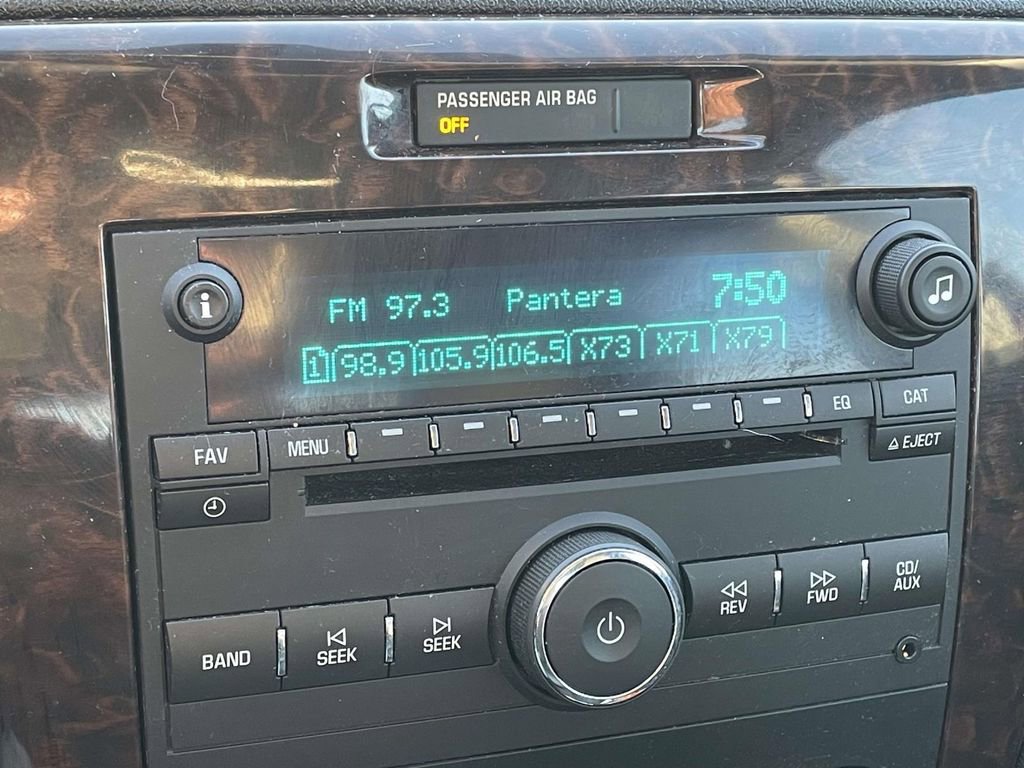 PASSENGER AIR BAG
OFF
i
FM 97.3 Pantera 7:50
1 98.9 105.9 106.5 X73 X71 X79
FAV MENU EQ CAT
EJECT
BAND SEEK SEEK REV FWD CD/
AUX